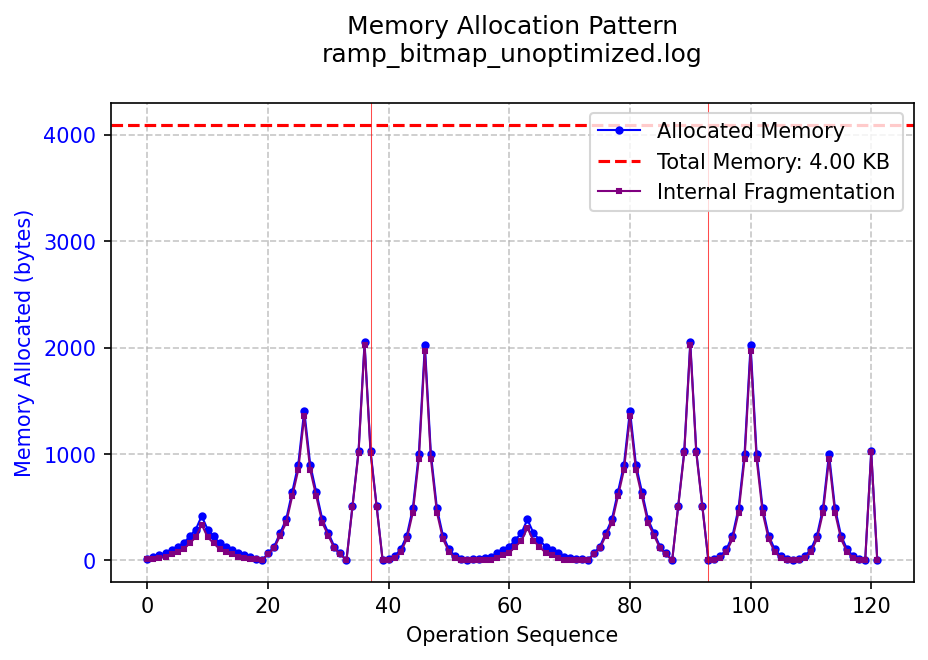 Memory Allocation Pattern
ramp_bitmap_unoptimized.log
Allocated Memory
Total Memory: 4.00 KB
Internal Fragmentation
Memory Allocated (bytes)
4000
3000
2000
1000
0
0 20 40 60 80 100 120
Operation Sequence